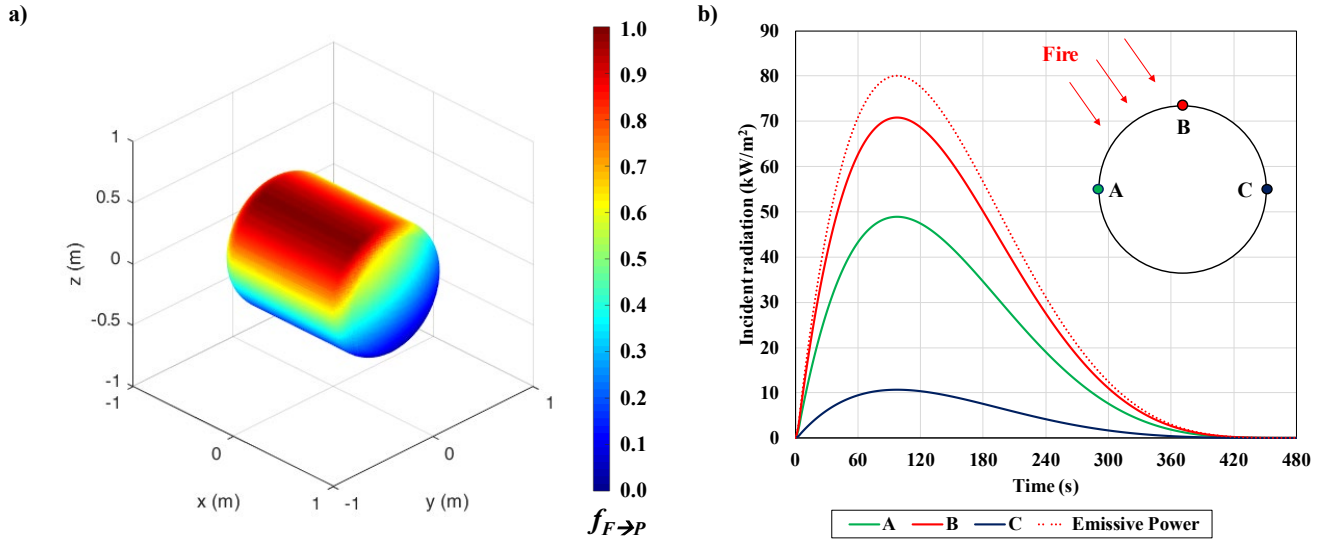 a)
1
0.5
0
-0.5
-1
z (m)
-1
0
1
x (m)
-1
0
1
y (m)
1.0
0.9
0.8
0.7
0.6
0.5
0.4
0.3
0.2
0.1
0.0
f_{F→P}
b)
90
80
70
60
50
40
30
20
10
0
Incident radiation (kW/m²)
0 60 120 180 240 300 360 420 480
Time (s)
Fire
B
A
C
A B C Emissive Power